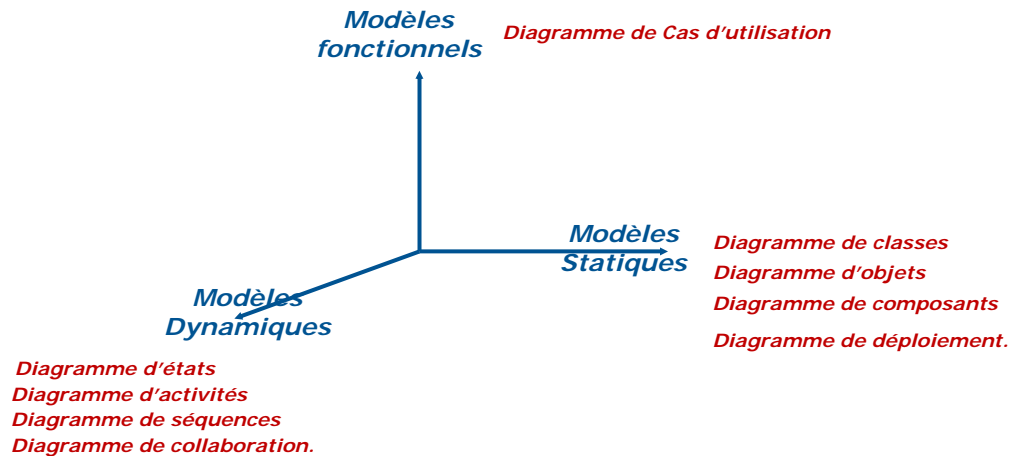 Modèles
fonctionnels
Diagramme de Cas d'utilisation
Modèles
Statiques
Diagramme de classes
Diagramme d'objets
Diagramme de composants
Diagramme de déploiement.
Modèles
Dynamiques
Diagramme d'états
Diagramme d'activités
Diagramme de séquences
Diagramme de collaboration.